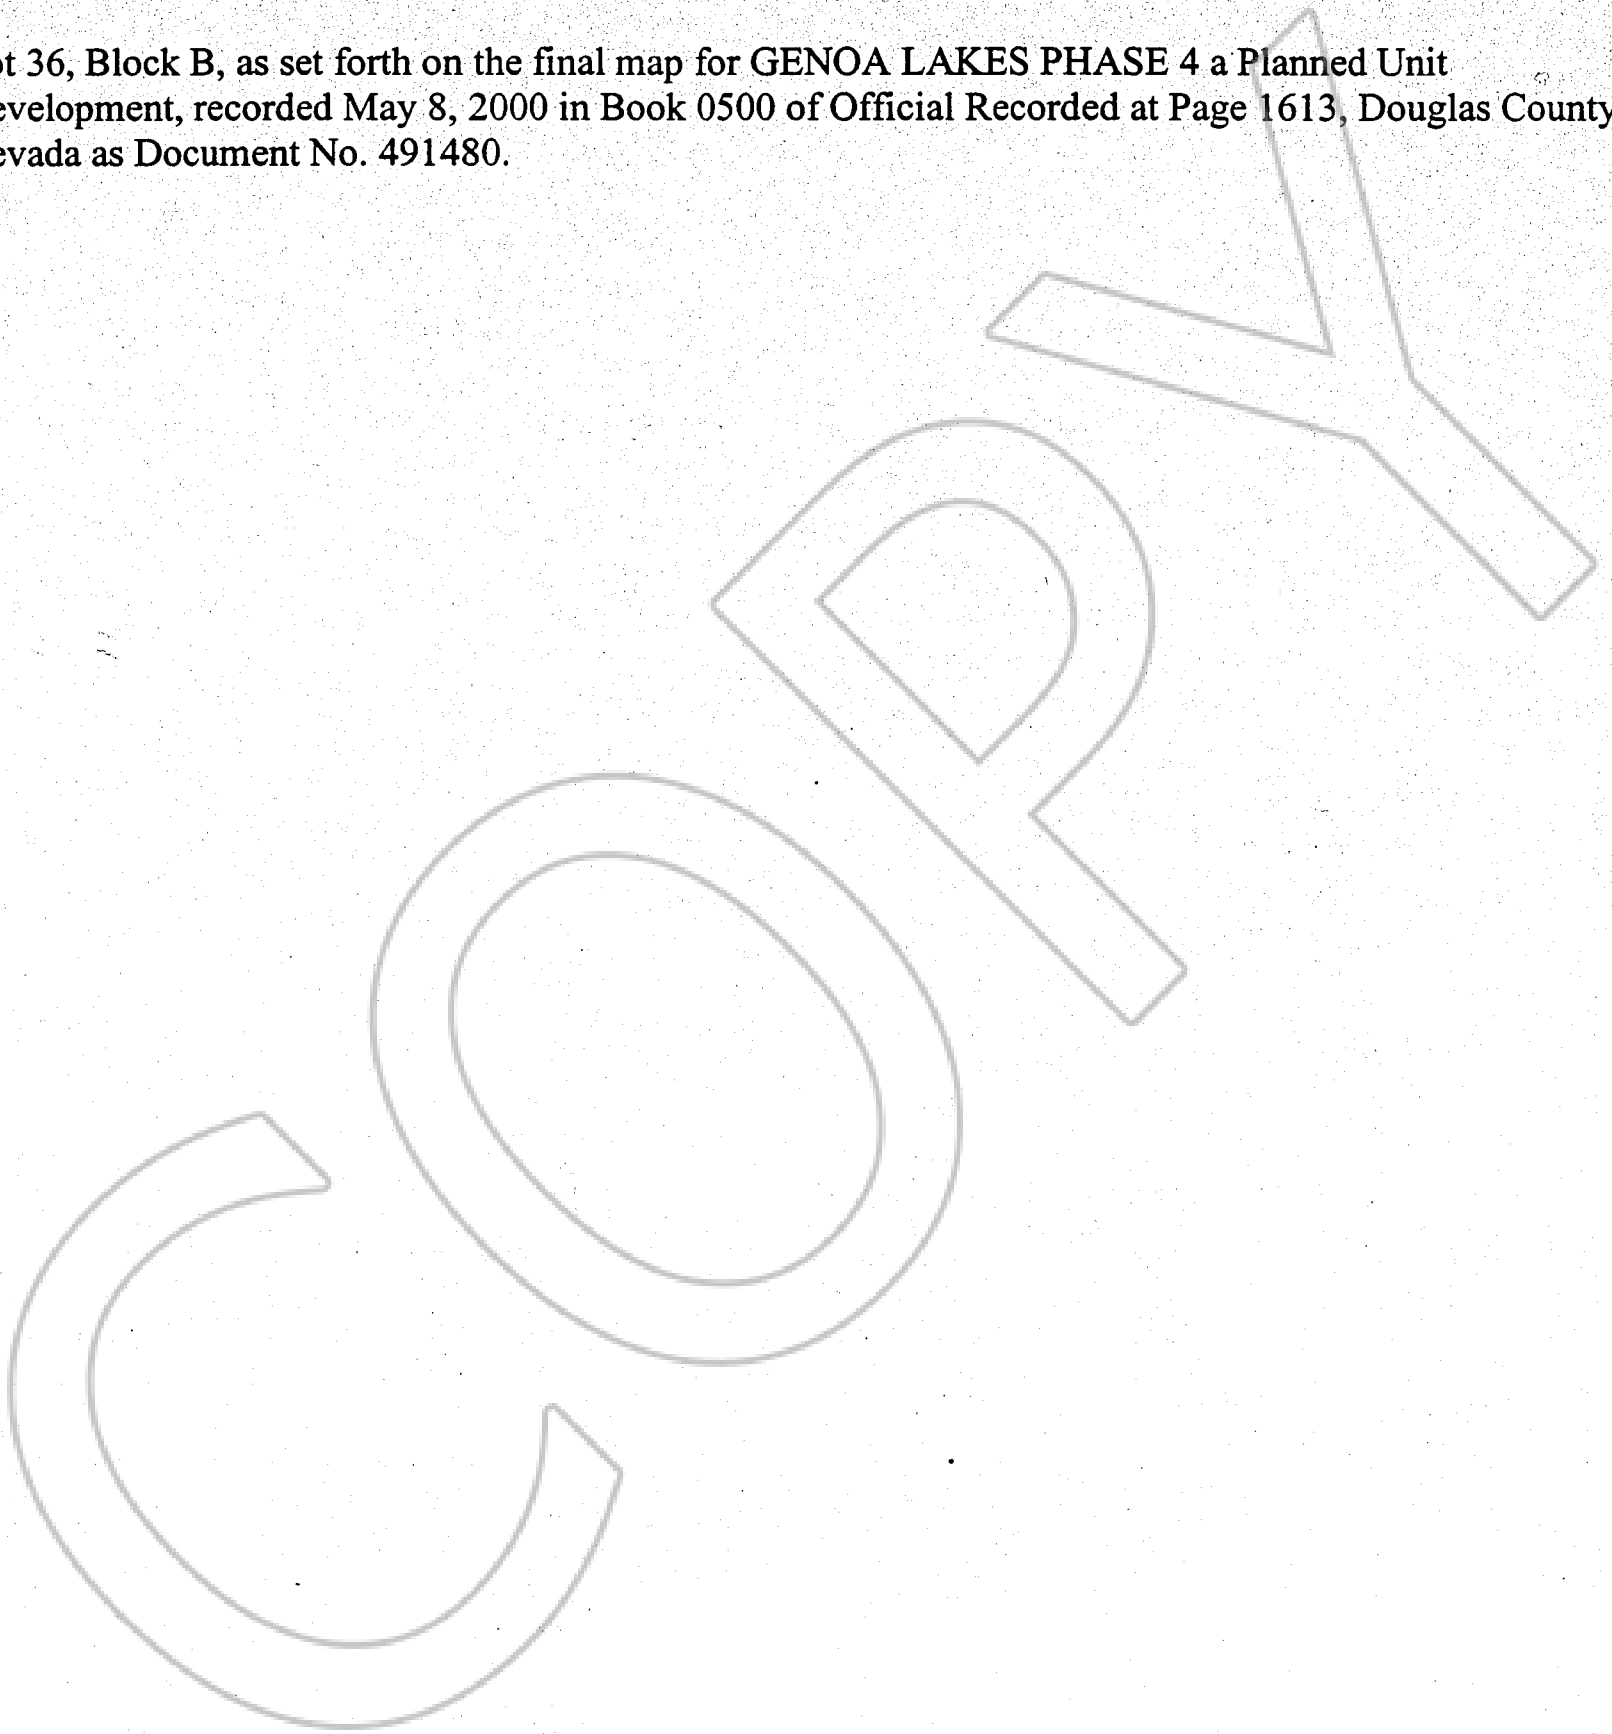 ot 36, Block B, as set forth on the final map for GENOA LAKES PHASE 4 a Planned Unit
evelopment, recorded May 8, 2000 in Book 0500 of Official Recorded at Page 1613, Douglas County
evada as Document No. 491480.
COPY